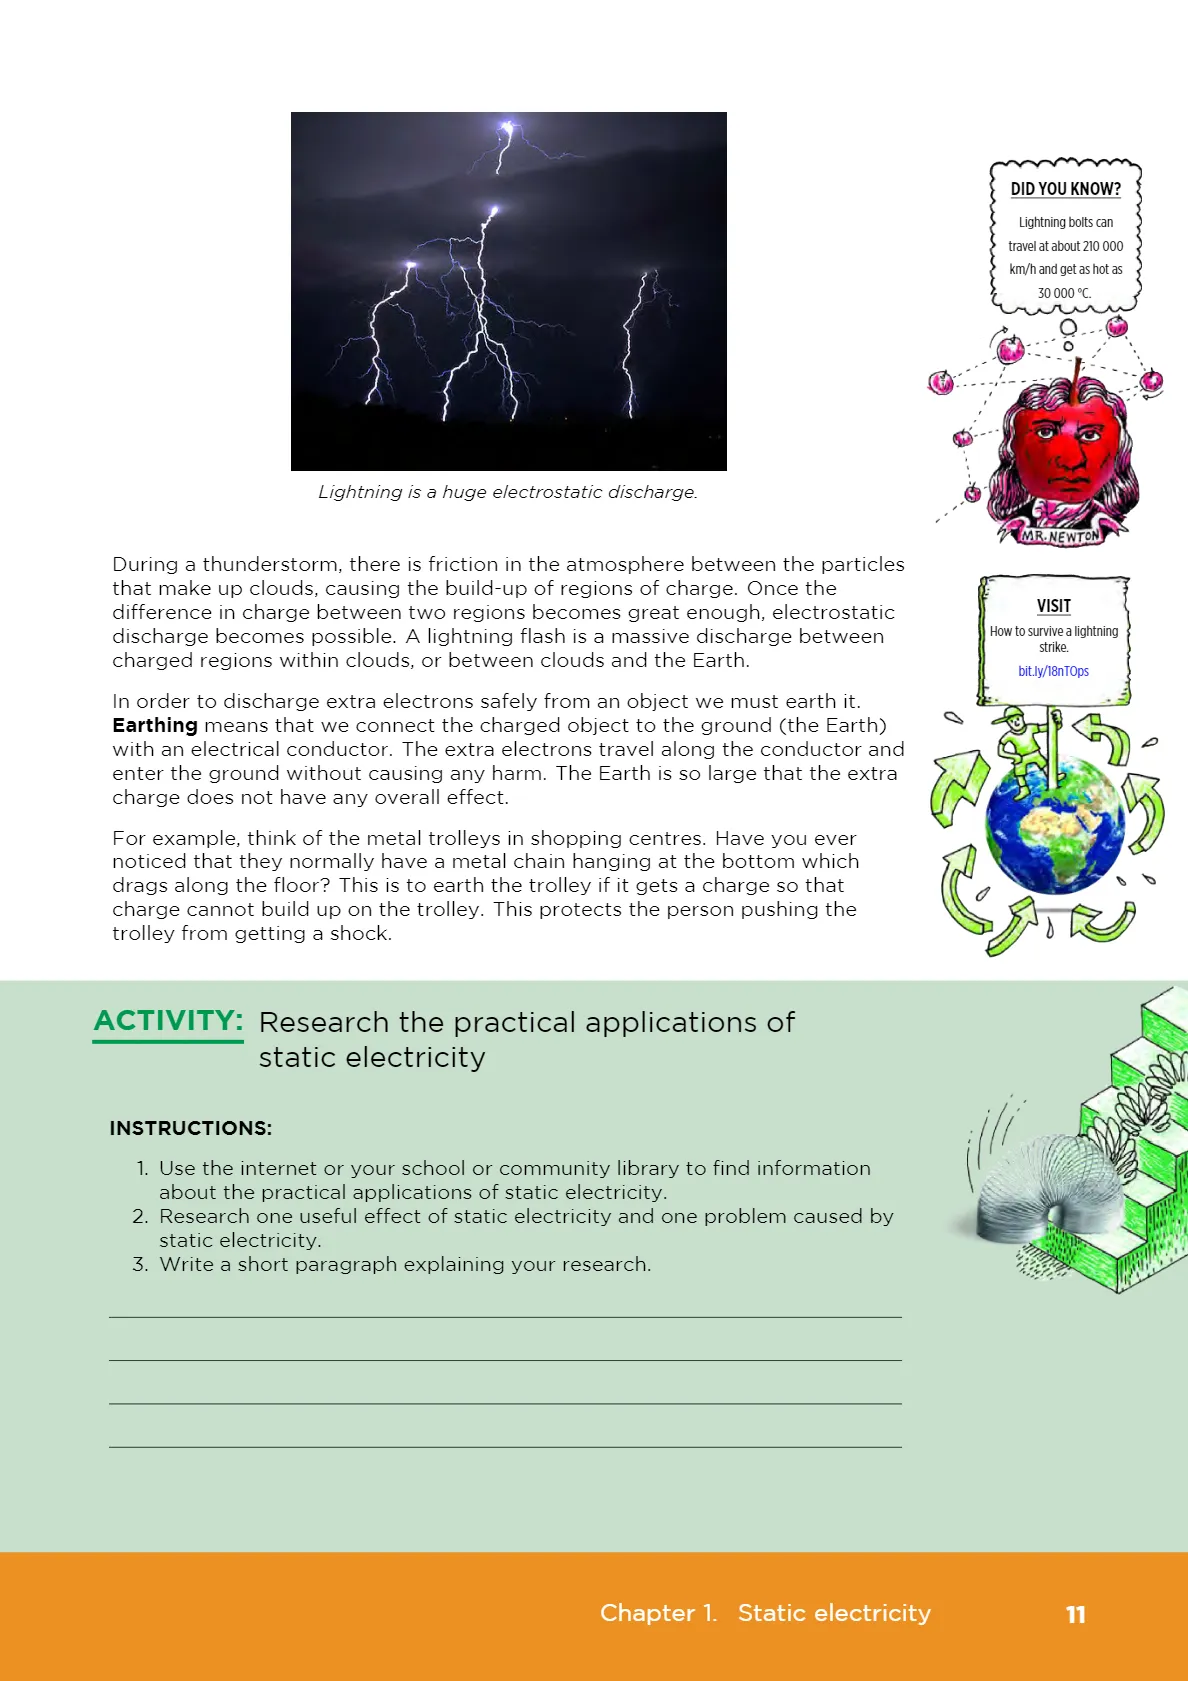 DID YOU KNOW?
Lightning bolts can
travel at about 210 000
km/h and get as hot as
30 000 °C.
MR. NEWTON
Lightning is a huge electrostatic discharge.
During a thunderstorm, there is friction in the atmosphere between the particles
that make up clouds, causing the build-up of regions of charge. Once the
difference in charge between two regions becomes great enough, electrostatic
discharge becomes possible. A lightning flash is a massive discharge between
charged regions within clouds, or between clouds and the Earth.
VISIT
How to survive a lightning
strike.
bit.ly/18nTOps
In order to discharge extra electrons safely from an object we must earth it.
Earthing means that we connect the charged object to the ground (the Earth)
with an electrical conductor. The extra electrons travel along the conductor and
enter the ground without causing any harm. The Earth is so large that the extra
charge does not have any overall effect.
For example, think of the metal trolleys in shopping centres. Have you ever
noticed that they normally have a metal chain hanging at the bottom which
drags along the floor? This is to earth the trolley if it gets a charge so that
charge cannot build up on the trolley. This protects the person pushing the
trolley from getting a shock.
ACTIVITY: Research the practical applications of
static electricity
INSTRUCTIONS:
1. Use the internet or your school or community library to find information
about the practical applications of static electricity.
2. Research one useful effect of static electricity and one problem caused by
static electricity.
3. Write a short paragraph explaining your research.
Chapter 1. Static electricity 11